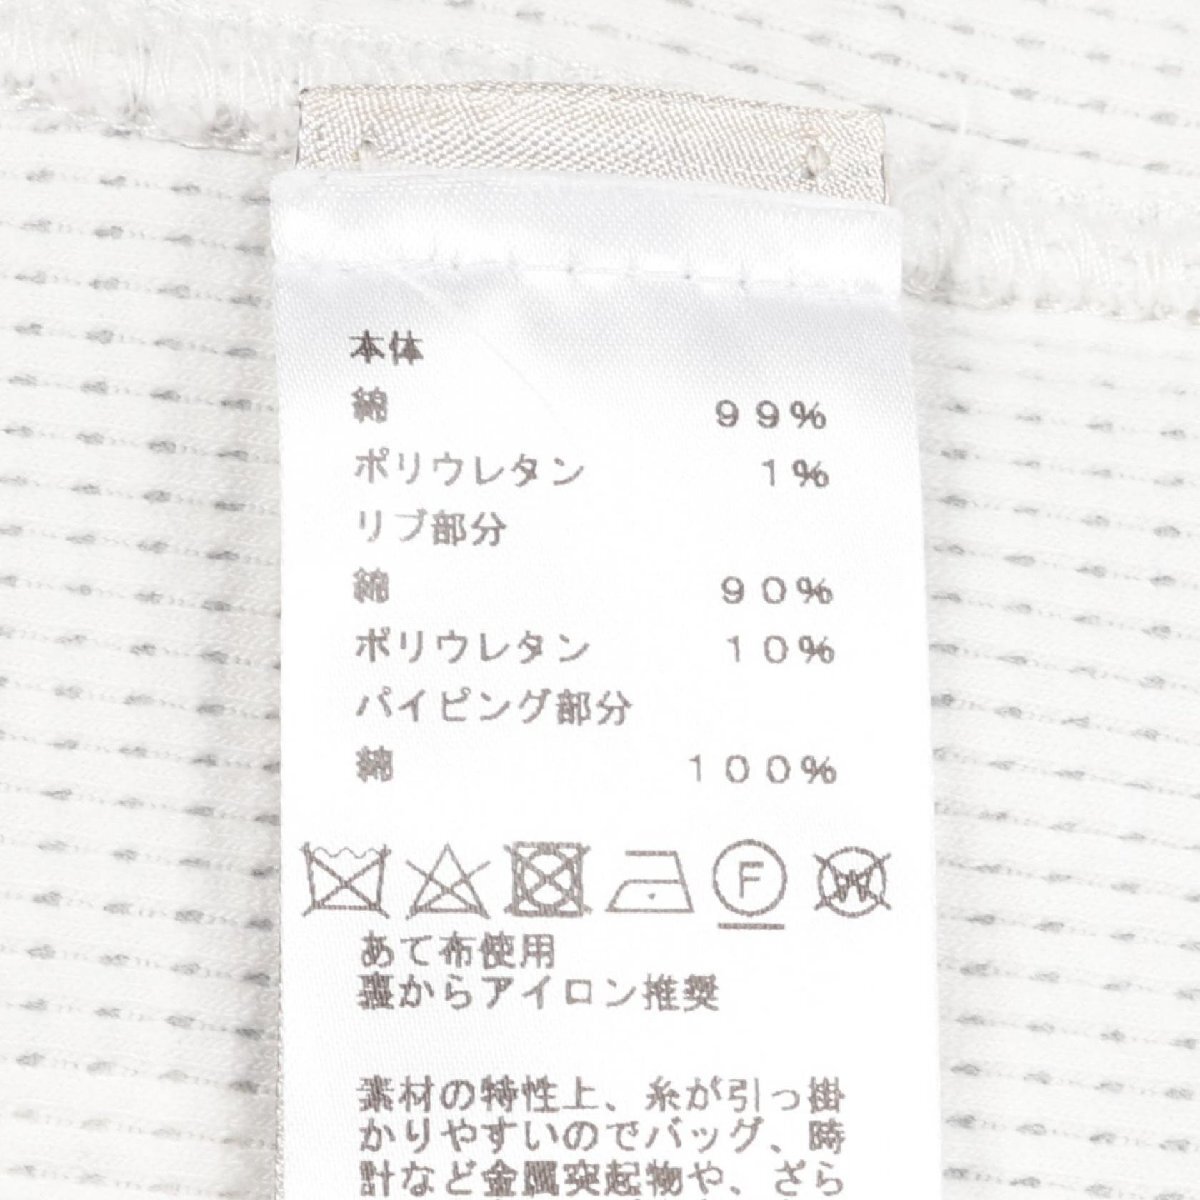 本体
綿 99%
ポリウレタン 1%
リブ部分
綿 90%
ポリウレタン 10%
パイピング部分
綿 100%
F
W
あて布使用
裏からアイロン推奨
素材の特性上、糸が引っ掛
かりやすいのでバッグ、時
計など金属突起物や、ざら